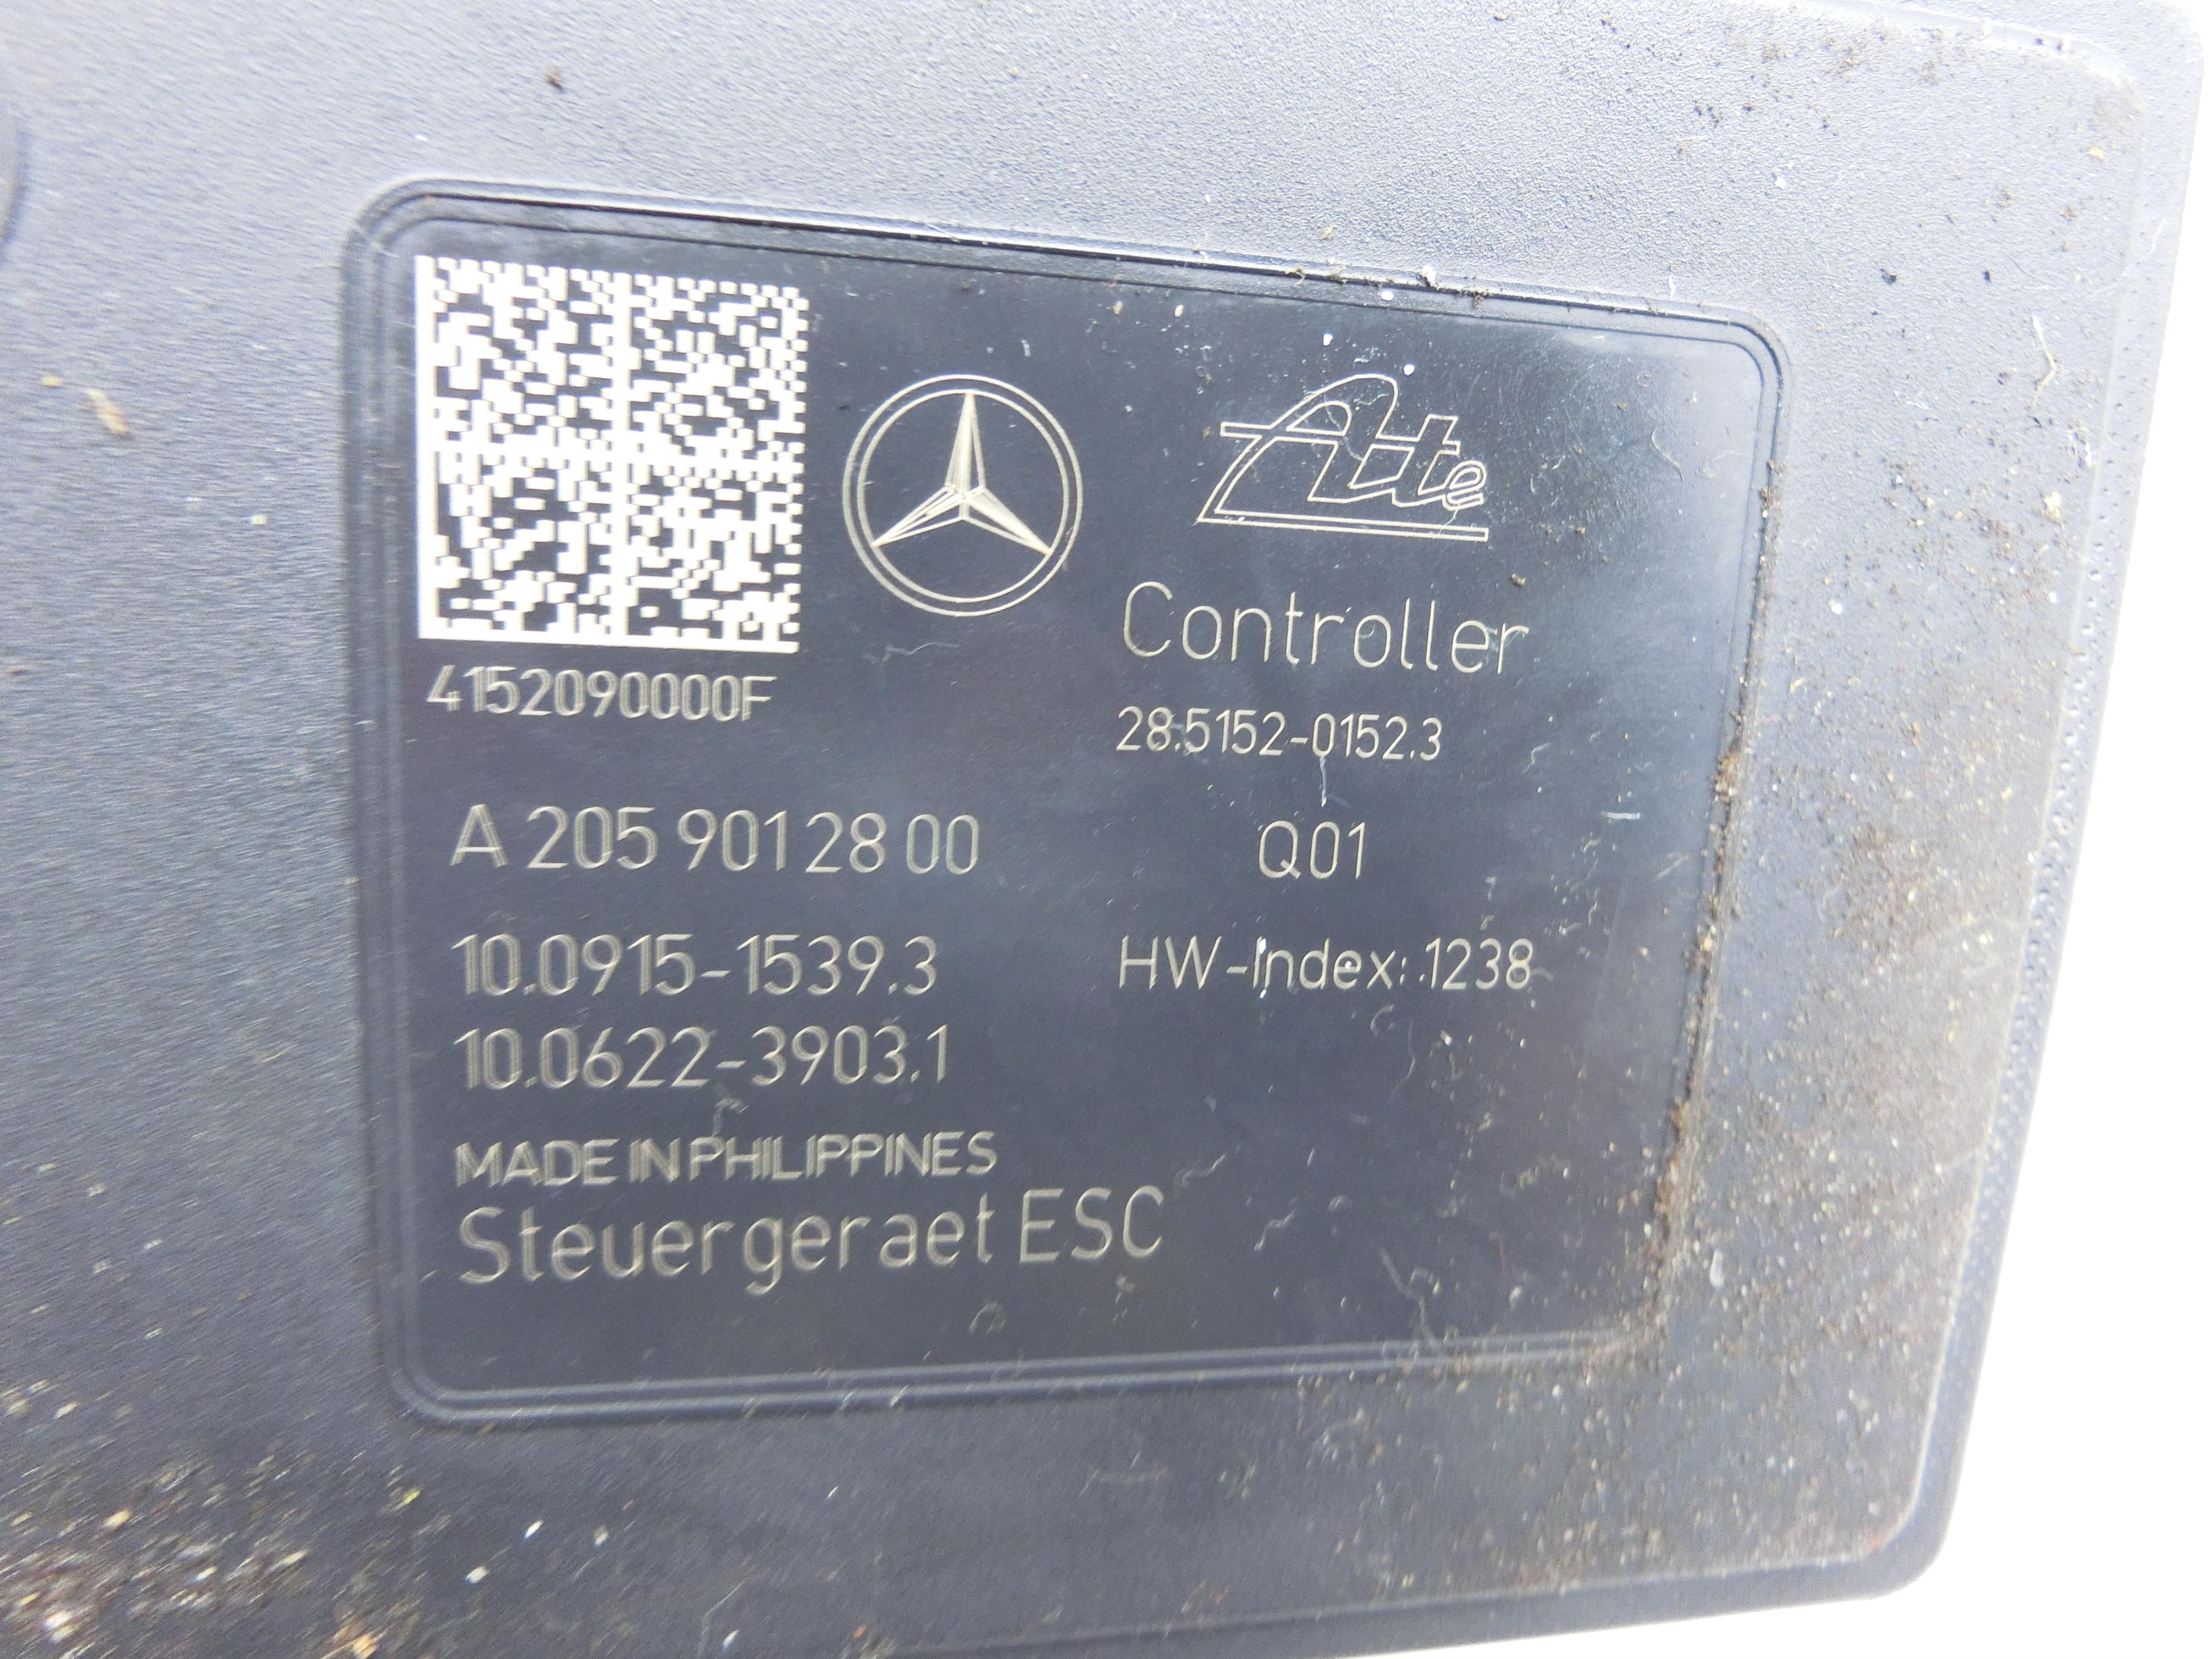 Ate
Controller
4152090000F
28.5152-0152.3
A 205 901 28 00
Q01
10.0915-1539.3
HW-Index: 1238
10.0622-3903.1
MADE IN PHILIPPINES
Steuergeraet ESC